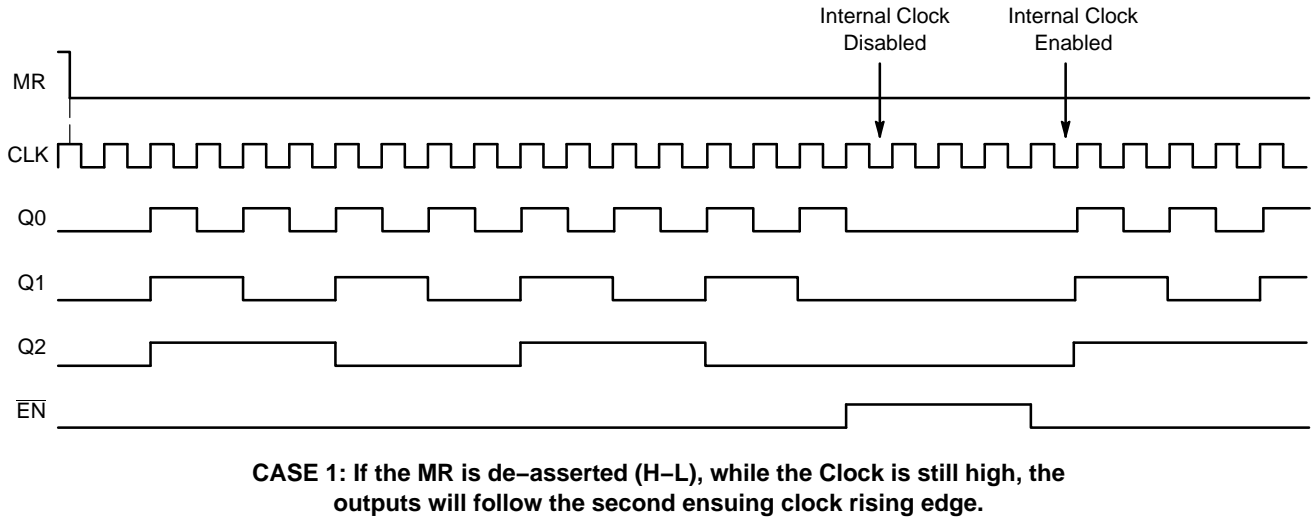 Internal Clock
Disabled
Internal Clock
Enabled
MR
CLK
Q0
Q1
Q2
E̅N̅
CASE 1: If the MR is de−asserted (H−L), while the Clock is still high, the
outputs will follow the second ensuing clock rising edge.